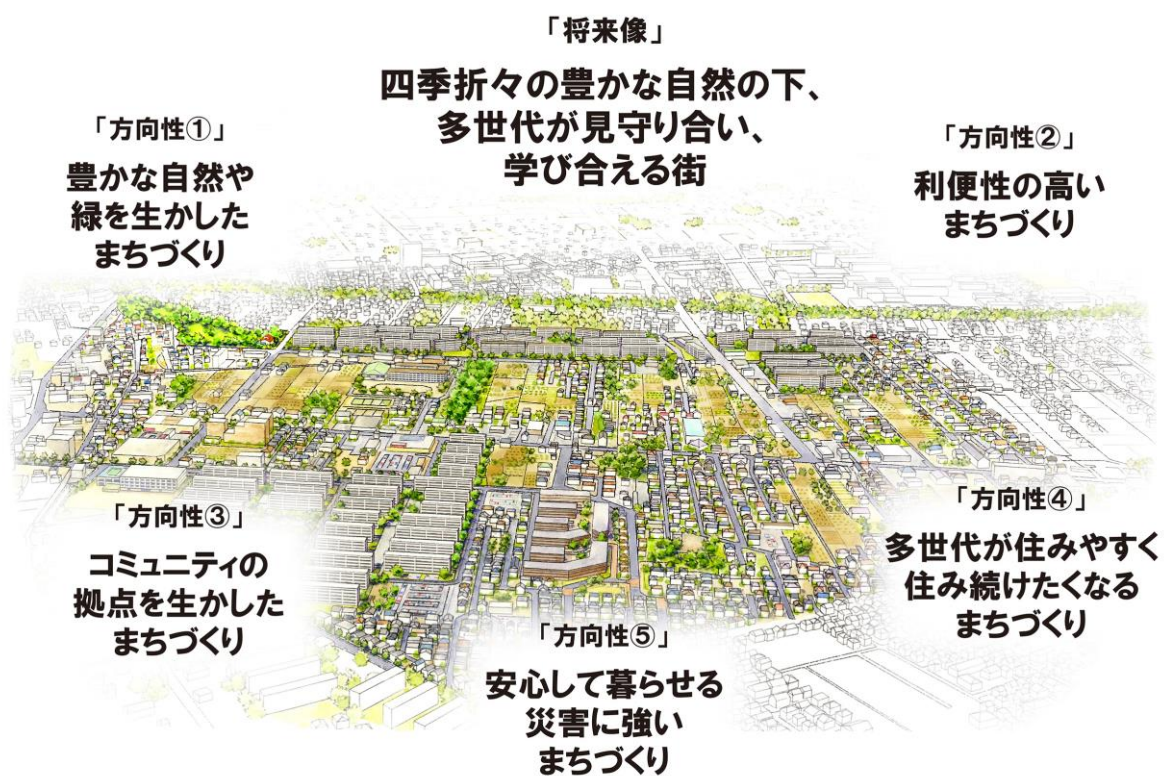 「将来像」
四季折々の豊かな自然の下、
多世代が見守り合い、
学び合える街
「方向性①」
豊かな自然や
緑を生かした
まちづくり
「方向性②」
利便性の高い
まちづくり
「方向性③」
コミュニティの
拠点を生かした
まちづくり
「方向性④」
多世代が住みやすく
住み続けたくなる
まちづくり
「方向性⑤」
安心して暮らせる
災害に強い
まちづくり